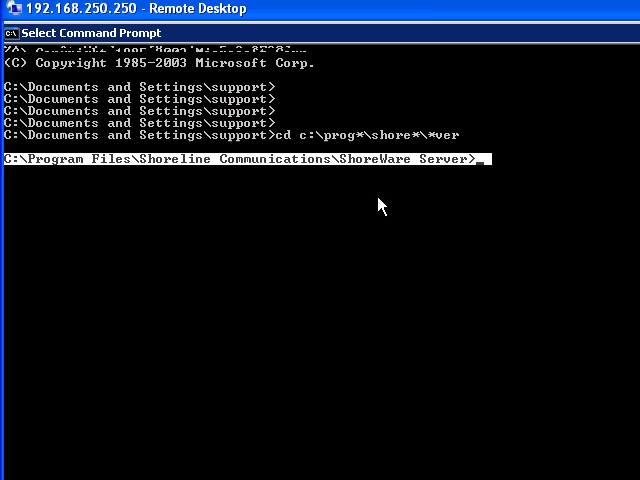 192.168.250.250 - Remote Desktop
Select Command Prompt
(C) Copyright 1985-2003 Microsoft Corp.
C:\Documents and Settings\support>
C:\Documents and Settings\support>
C:\Documents and Settings\support>
C:\Documents and Settings\support>
C:\Documents and Settings\support>cd c:\prog*\shore*\*ver
C:\Program Files\Shoreline Communications\ShoreWare Server>_